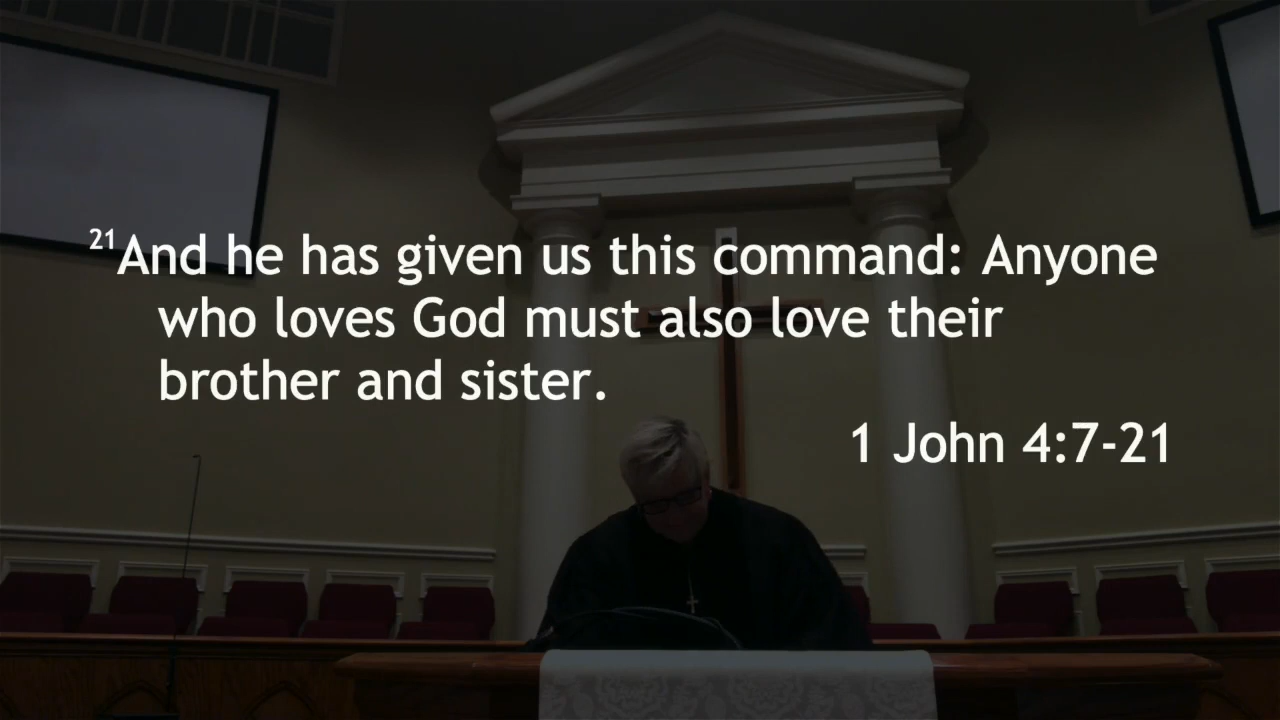 21And he has given us this command: Anyone
who loves God must also love their
brother and sister.
1 John 4:7-21